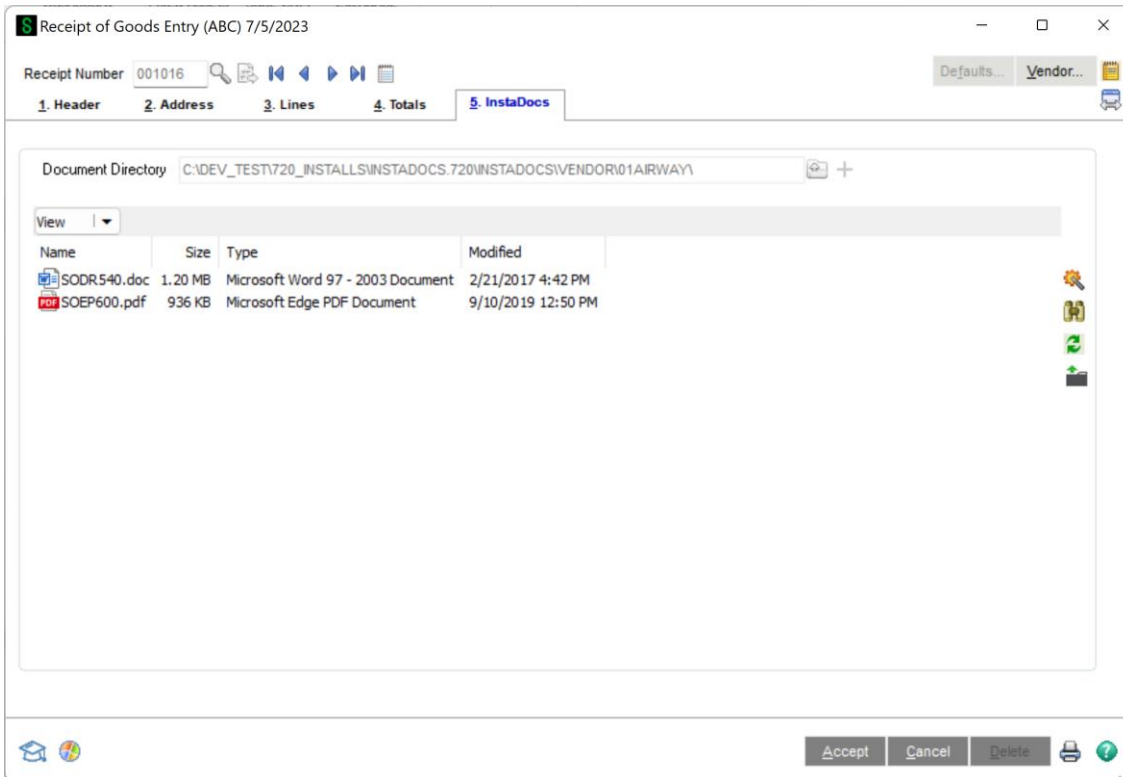 Receipt of Goods Entry (ABC) 7/5/2023
Receipt Number 001016 Defaults... Vendor...
1. Header 2. Address 3. Lines 4. Totals 5. InstaDocs
Document Directory C:\DEV_TEST\720_INSTALLS\INSTADOCS.720\INSTADOCS\VENDOR\01AIRWAY\
View
Name Size Type Modified
SODR540.doc 1.20 MB Microsoft Word 97 - 2003 Document 2/21/2017 4:42 PM
PDF SOEP600.pdf 936 KB Microsoft Edge PDF Document 9/10/2019 12:50 PM
Accept Cancel Delete